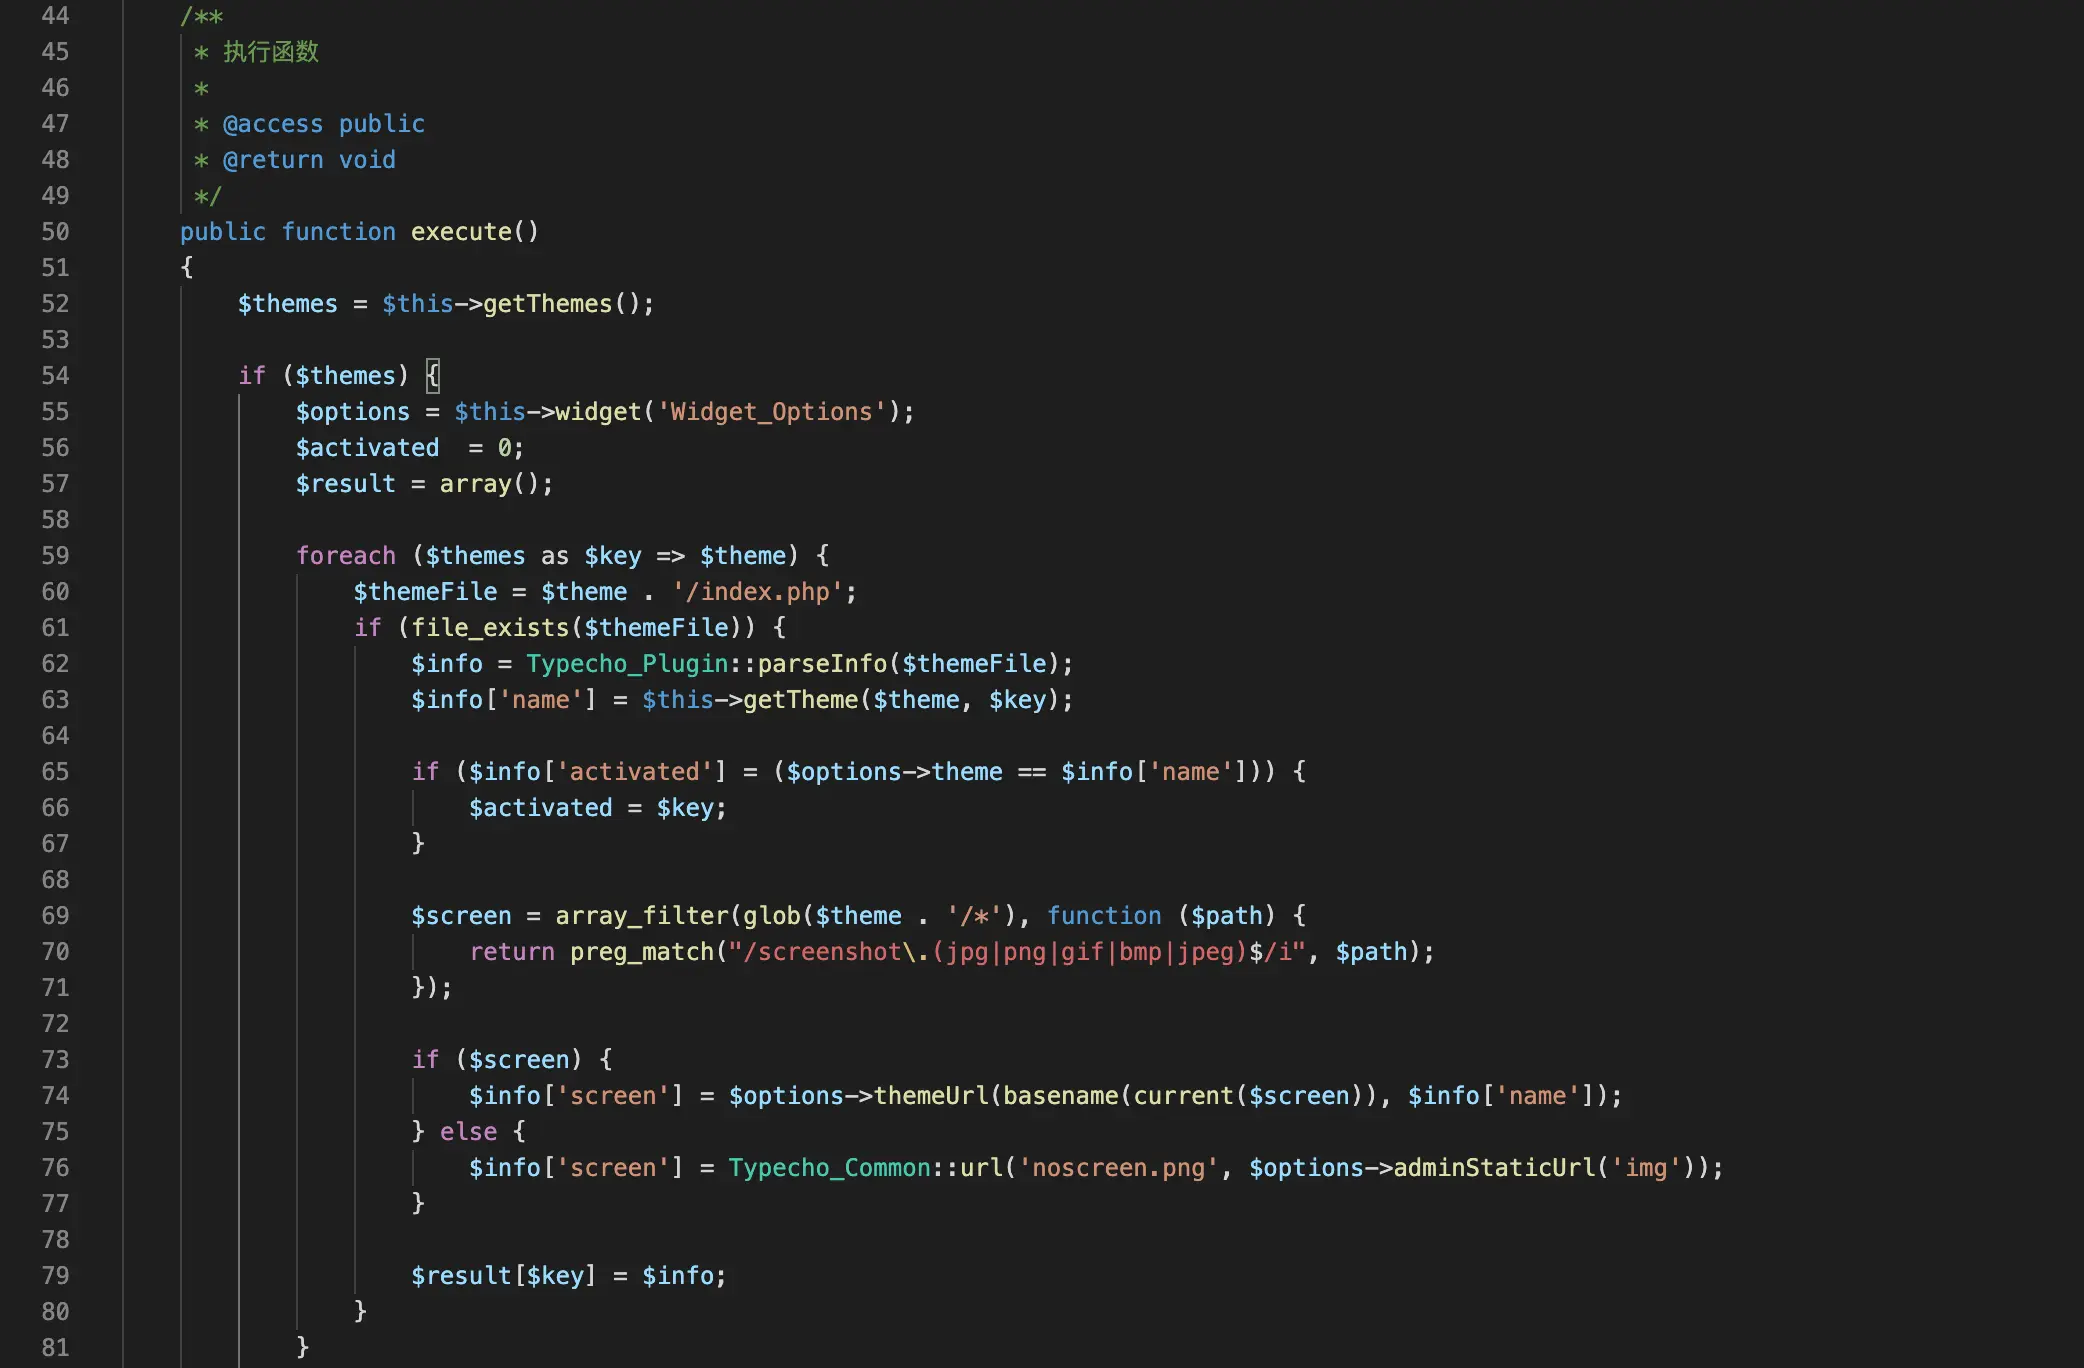 44 /**
45 * 执行函数
46 *
47 * @access public
48 * @return void
49 */
50 public function execute()
51 {
52 $themes = $this->getThemes();
53
54 if ($themes) {
55 $options = $this->widget('Widget_Options');
56 $activated  = 0;
57 $result = array();
58
59 foreach ($themes as $key => $theme) {
60 $themeFile = $theme . '/index.php';
61 if (file_exists($themeFile)) {
62 $info = Typecho_Plugin::parseInfo($themeFile);
63 $info['name'] = $this->getTheme($theme, $key);
64
65 if ($info['activated'] = ($options->theme == $info['name'])) {
66 $activated = $key;
67 }
68
69 $screen = array_filter(glob($theme . '/*'), function ($path) {
70 return preg_match("/screenshot\.(jpg|png|gif|bmp|jpeg)$/i", $path);
71 });
72
73 if ($screen) {
74 $info['screen'] = $options->themeUrl(basename(current($screen)), $info['name']);
75 } else {
76 $info['screen'] = Typecho_Common::url('noscreen.png', $options->adminStaticUrl('img'));
77 }
78
79 $result[$key] = $info;
80 }
81 }